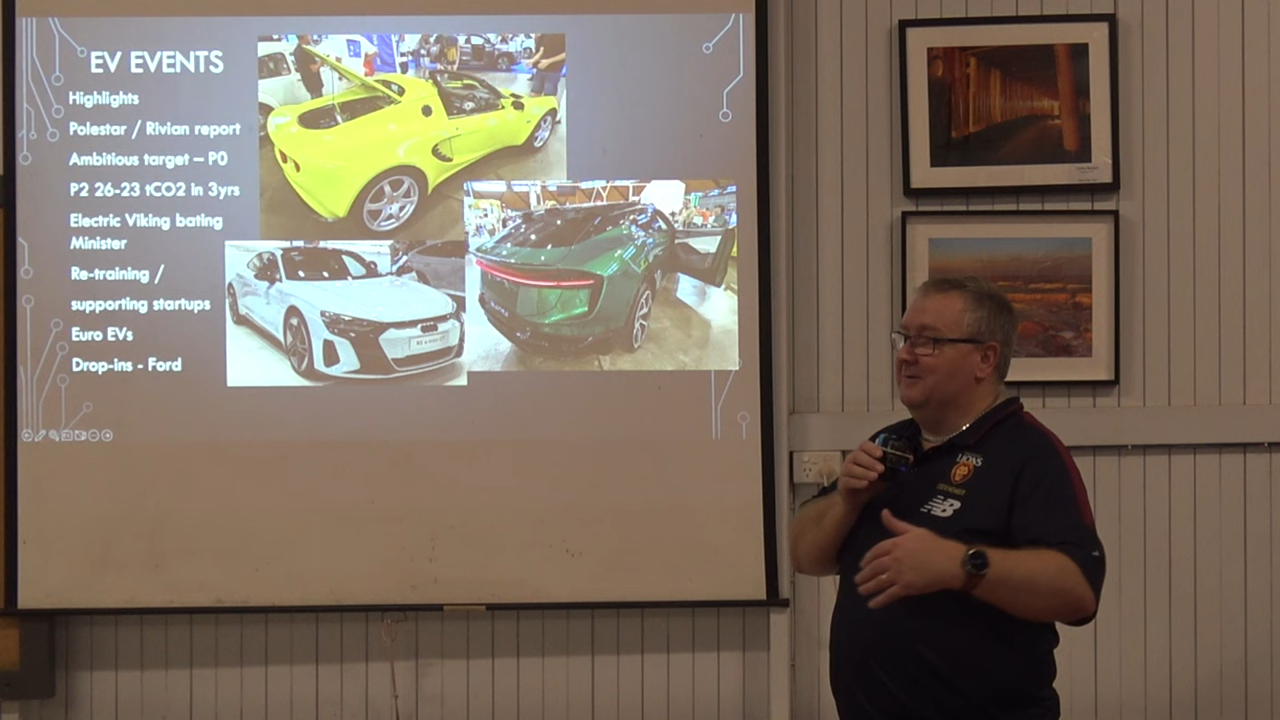 EV EVENTS
Highlights
Polestar / Rivian report
Ambitious target – P0
P2 26-23 tCO2 in 3yrs
Electric Viking bating
Minister
Re-training /
supporting startups
Euro EVs
Drop-ins - Ford
LIONS
NB